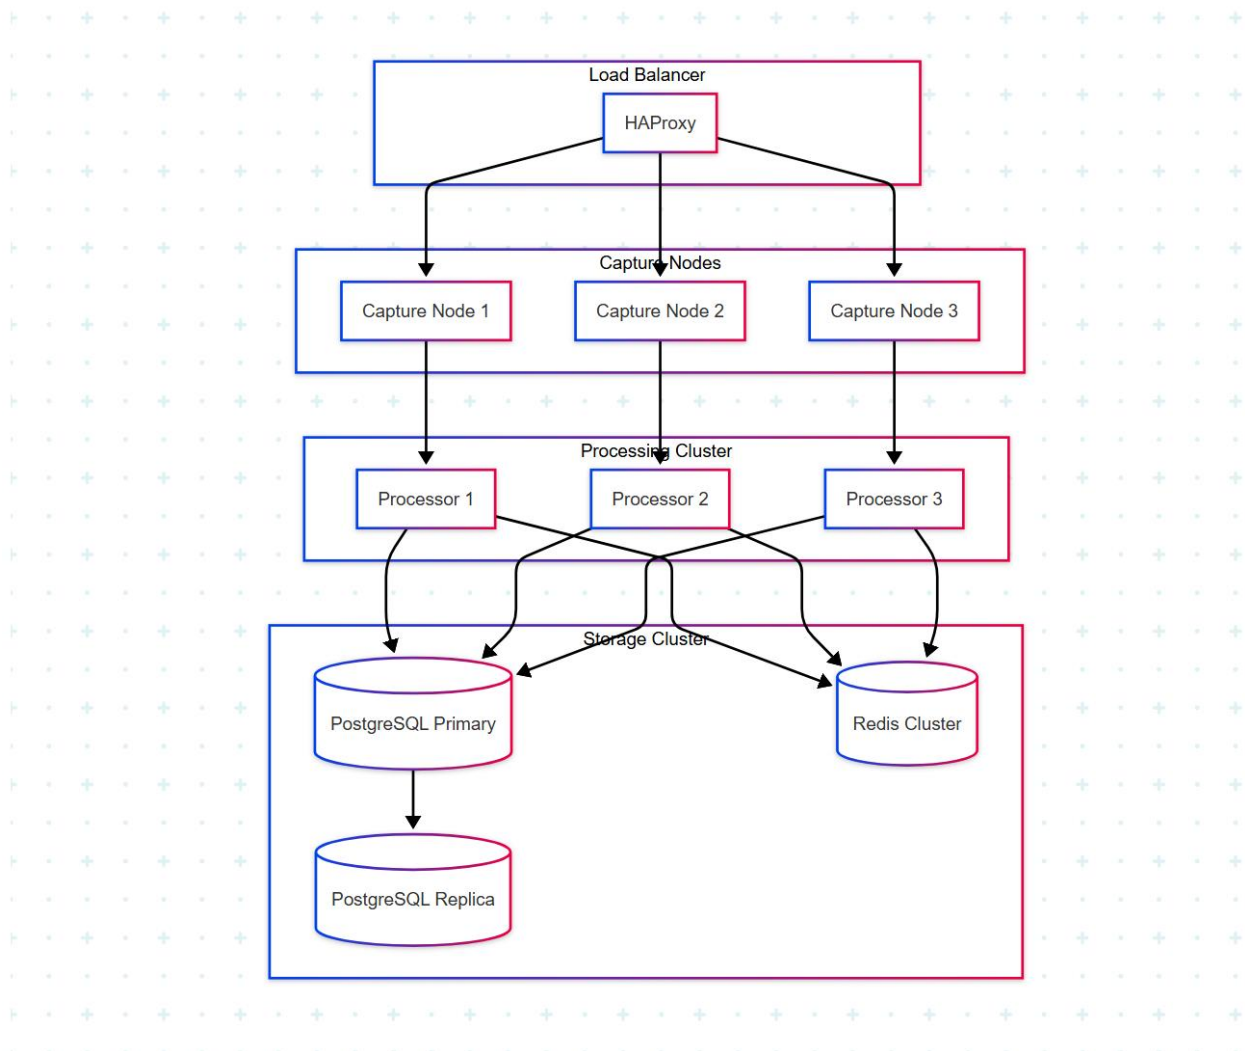 Load Balancer
HAProxy
Capture Nodes
Capture Node 1
Capture Node 2
Capture Node 3
Processing Cluster
Processor 1
Processor 2
Processor 3
Storage Cluster
PostgreSQL Primary
Redis Cluster
PostgreSQL Replica